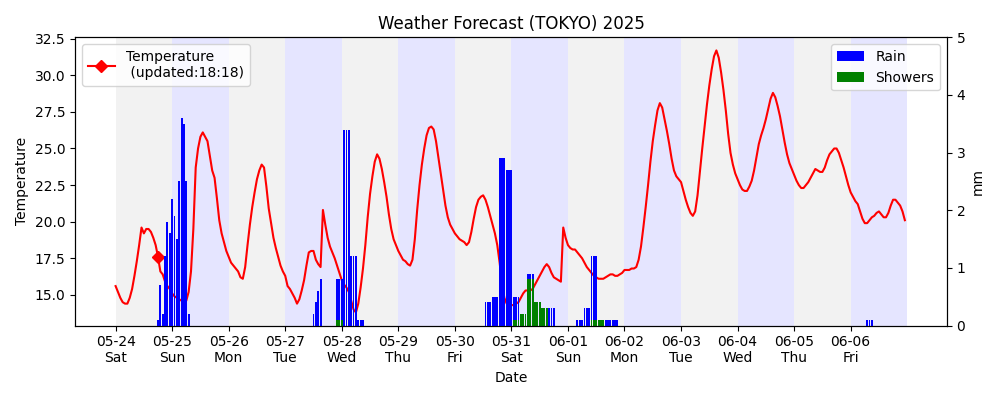 Weather Forecast (TOKYO) 2025
Temperature
(updated:18:18)
Rain
Showers
32.5
30.0
27.5
25.0
22.5
20.0
17.5
15.0
Temperature
5
4
3
2
1
0
mm
05-24 05-25 05-26 05-27 05-28 05-29 05-30 05-31 06-01 06-02 06-03 06-04 06-05 06-06
Sat Sun Mon Tue Wed Thu Fri Sat Sun Mon Tue Wed Thu Fri
Date